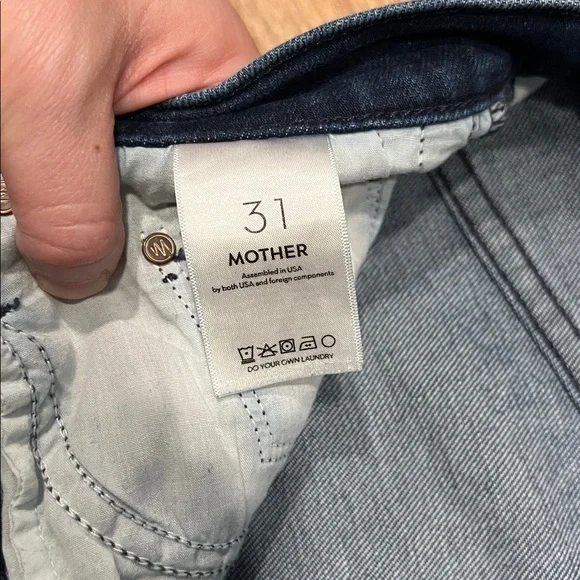 31
MOTHER
Assembled in USA
by both USA and foreign components
DO YOUR OWN LAUNDRY